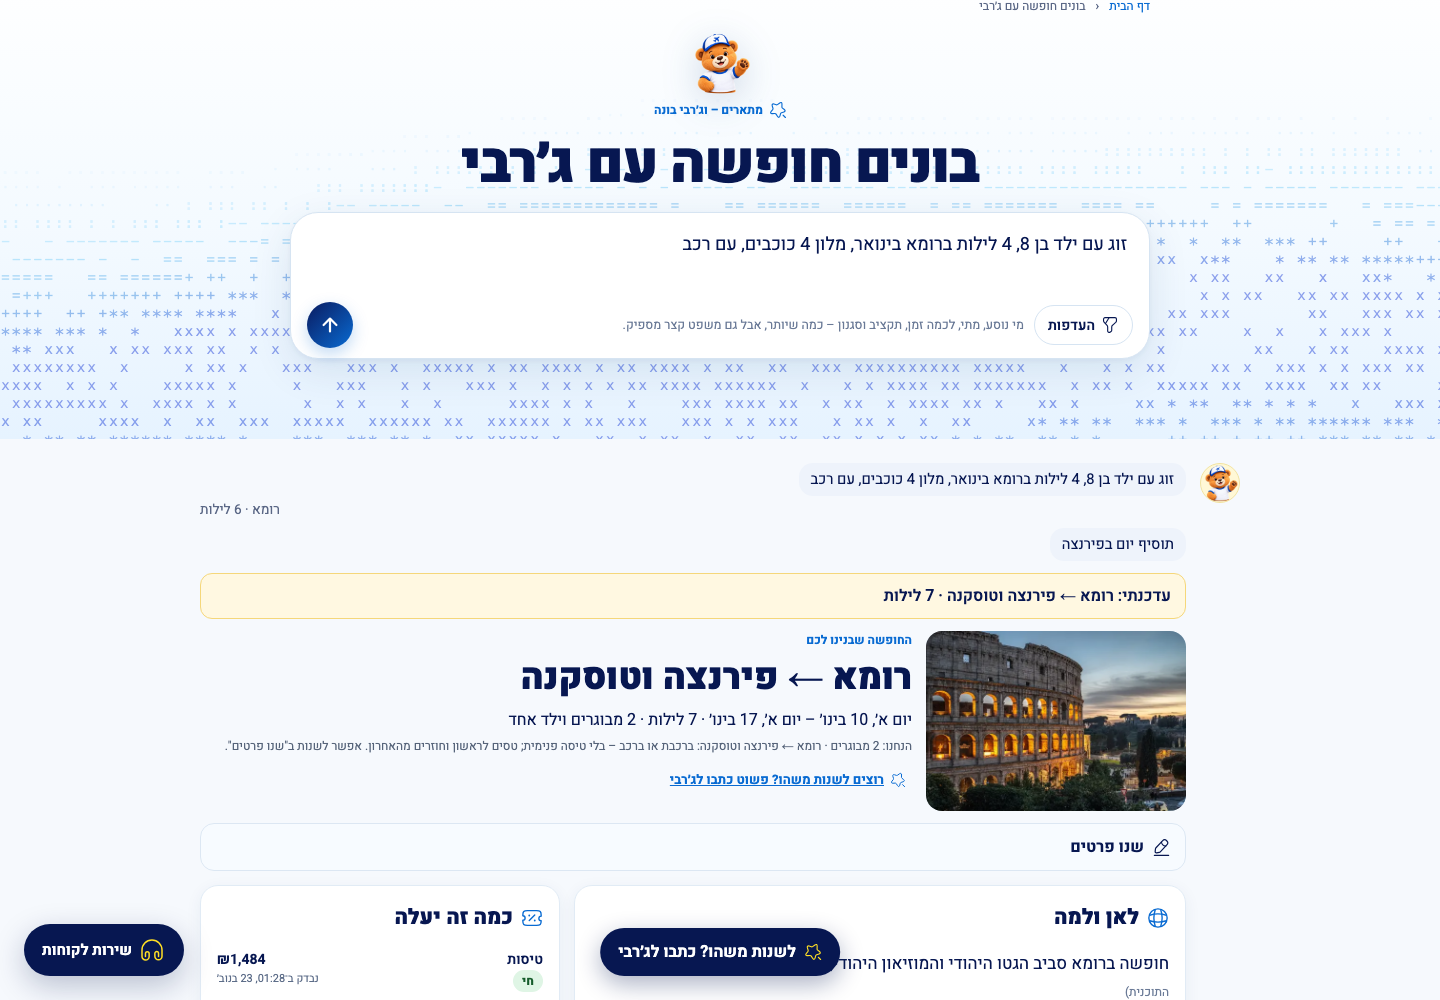 דף הבית › בונים חופשה עם ג׳רבי
מתארים – וג׳רבי בונה
בונים חופשה עם ג׳רבי
זוג עם ילד בן 8, 4 לילות ברומא בינואר, מלון 4 כוכבים, עם רכב
העדפות
מי נוסע, מתי, לכמה זמן, תקציב וסגנון – כמה שיותר, אבל גם משפט קצר מספיק.
זוג עם ילד בן 8, 4 לילות ברומא בינואר, מלון 4 כוכבים, עם רכב
רומא · 6 לילות
תוסיף יום בפירנצה
עדכנתי: רומא ← פירנצה וטוסקנה · 7 לילות
החופשה שבנינו לכם
רומא ← פירנצה וטוסקנה
יום א׳, 10 בינו׳ – יום א׳, 17 בינו׳ · 7 לילות · 2 מבוגרים וילד אחד
הנחנו: 2 מבוגרים · רומא ← פירנצה וטוסקנה: ברכבת או ברכב – בלי טיסה פנימית; טסים לראשון וחוזרים מהאחרון. אפשר לשנות ב"שנו פרטים".
רוצים לשנות משהו? פשוט כתבו לג׳רבי
שנו פרטים
לאן ולמה
חופשה ברומא סביב הגטו היהודי והמוזיאון
התוכנית)
כמה זה יעלה
טיסות
₪1,484
חי
נבדק ב־01:28, 23 בנוב׳
לשנות משהו? כתבו לג׳רבי
שירות לקוחות